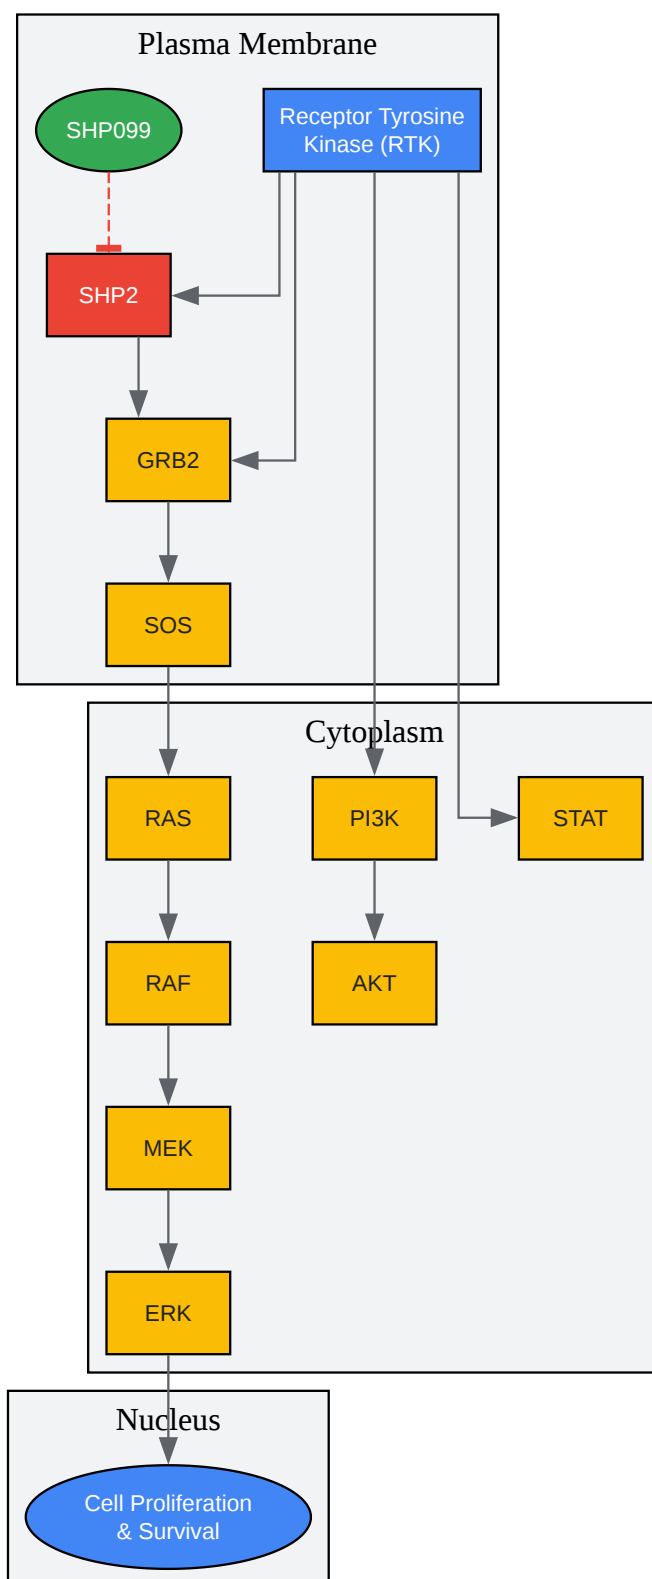 Plasma Membrane
SHP099
Receptor Tyrosine
Kinase (RTK)
SHP2
GRB2
SOS
Cytoplasm
RAS
PI3K
STAT
RAF
AKT
MEK
ERK
Nucleus
Cell Proliferation
& Survival